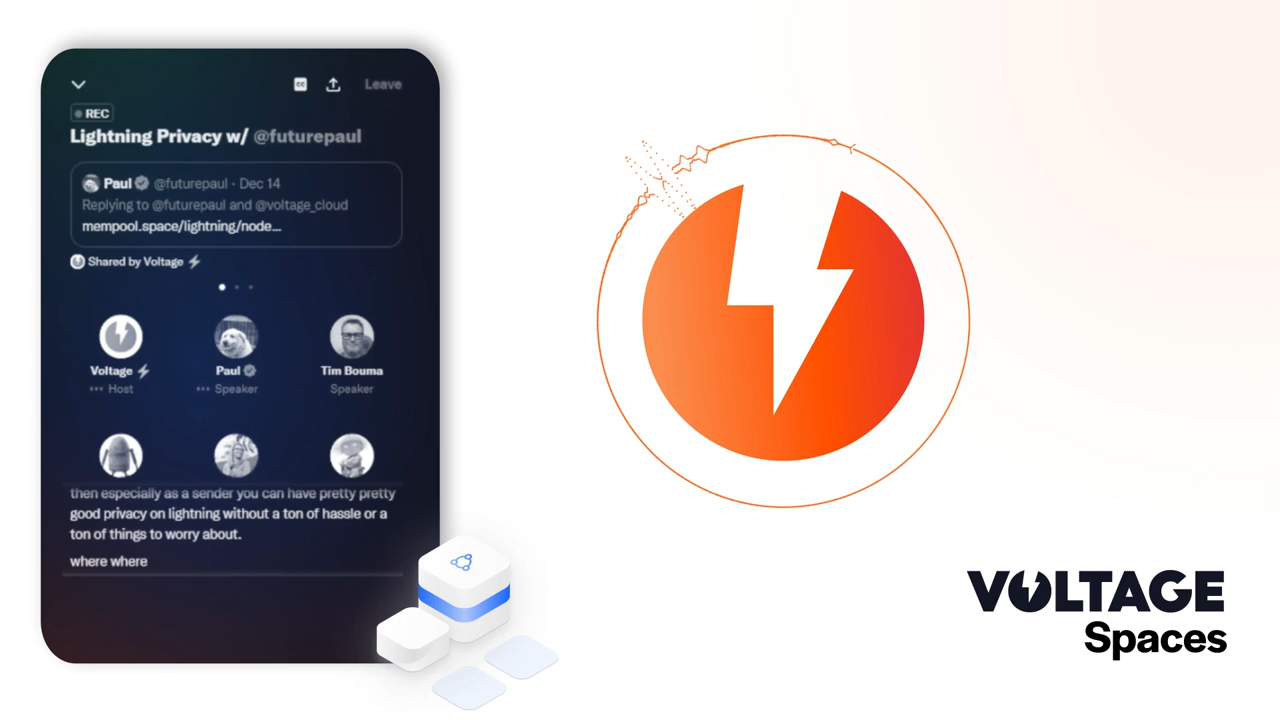 cc
Leave
REC
Lightning Privacy w/ @futurepaul
Paul @futurepaul · Dec 14
Replying to @futurepaul and @voltage_cloud
mempool.space/lightning/node...
Shared by Voltage ⚡
Voltage ⚡
Paul
Tim Bouma
••• Host
••• Speaker
Speaker
then especially as a sender you can have pretty pretty
good privacy on lightning without a ton of hassle or a
ton of things to worry about.
where where
VOLTAGE
Spaces